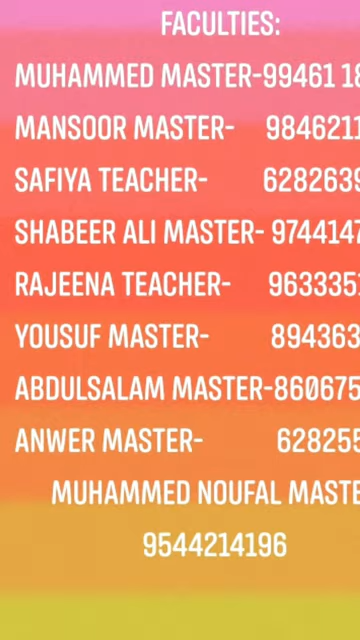 FACULTIES:
MUHAMMED MASTER-99461 18
MANSOOR MASTER- 9846211
SAFIYA TEACHER- 6282639
SHABEER ALI MASTER- 9744147
RAJEENA TEACHER- 963335
YOUSUF MASTER- 894363
ABDULSALAM MASTER-860675
ANWER MASTER- 628255
MUHAMMED NOUFAL MASTE
9544214196